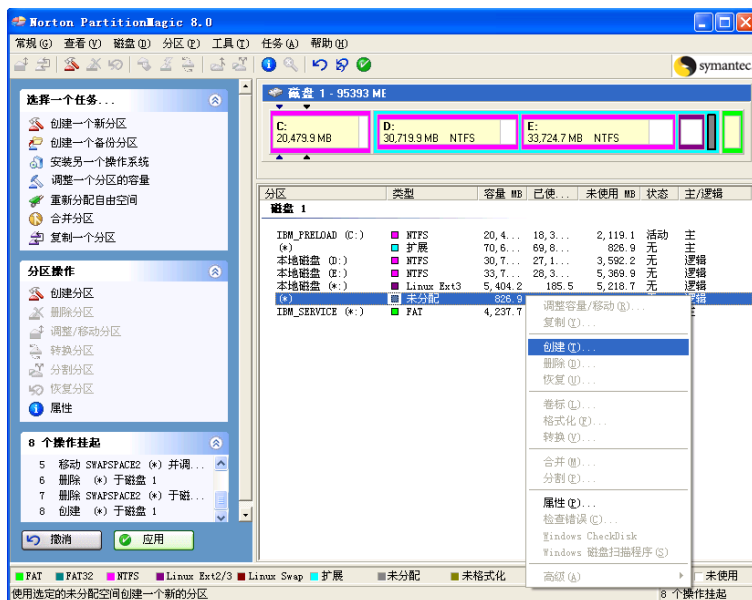 Norton PartitionMagic 8.0
常规(G) 查看(V) 磁盘(D) 分区(P) 工具(T) 任务(A) 帮助(H)
symantec
选择一个任务...
创建一个新分区
创建一个备份分区
安装另一个操作系统
调整一个分区的容量
重新分配自由空间
合并分区
复制一个分区
分区操作
创建分区
删除分区
调整/移动分区
转换分区
分割分区
恢复分区
属性
8 个操作挂起
5 移动 SWAPSPACE2 (*) 并调...
6 删除 (*) 于磁盘 1
7 删除 SWAPSPACE2 (*) 于磁...
8 创建 (*) 于磁盘 1
撤消 应用
磁盘 1 - 95393 ME
C: D: E:
20,479.9 MB 30,719.9 MB NTFS 33,724.7 MB NTFS
分区 类型 容量 MB 已使... 未使用 MB 状态 主/逻辑
磁盘 1
IBM_PRELOAD (C:) NTFS 20,4... 18,3... 2,119.1 活动 主
(*) 扩展 70,6... 69,8... 826.9 无 主
本地磁盘 (D:) NTFS 30,7... 27,1... 3,592.2 无 逻辑
本地磁盘 (E:) NTFS 33,7... 28,3... 5,369.9 无 逻辑
本地磁盘 (*:) Linux Ext3 5,404.2 185.5 5,218.7 无 逻辑
(*) 未分配 826.9 逻辑
IBM_SERVICE (*:) FAT 4,237.7
调整容量/移动(R)...
复制(Y)...
创建(T)...
删除(D)...
恢复(U)...
卷标(L)...
格式化(F)...
转换(V)...
合并(M)...
分割(P)...
属性(P)...
检查错误(C)...
Windows CheckDisk
Windows 磁盘扫描程序(S)
高级(A)
FAT FAT32 NTFS Linux Ext2/3 Linux Swap 扩展 未分配 未格式化 未使用
使用选定的未分配空间创建一个新的分区 8 个操作挂起